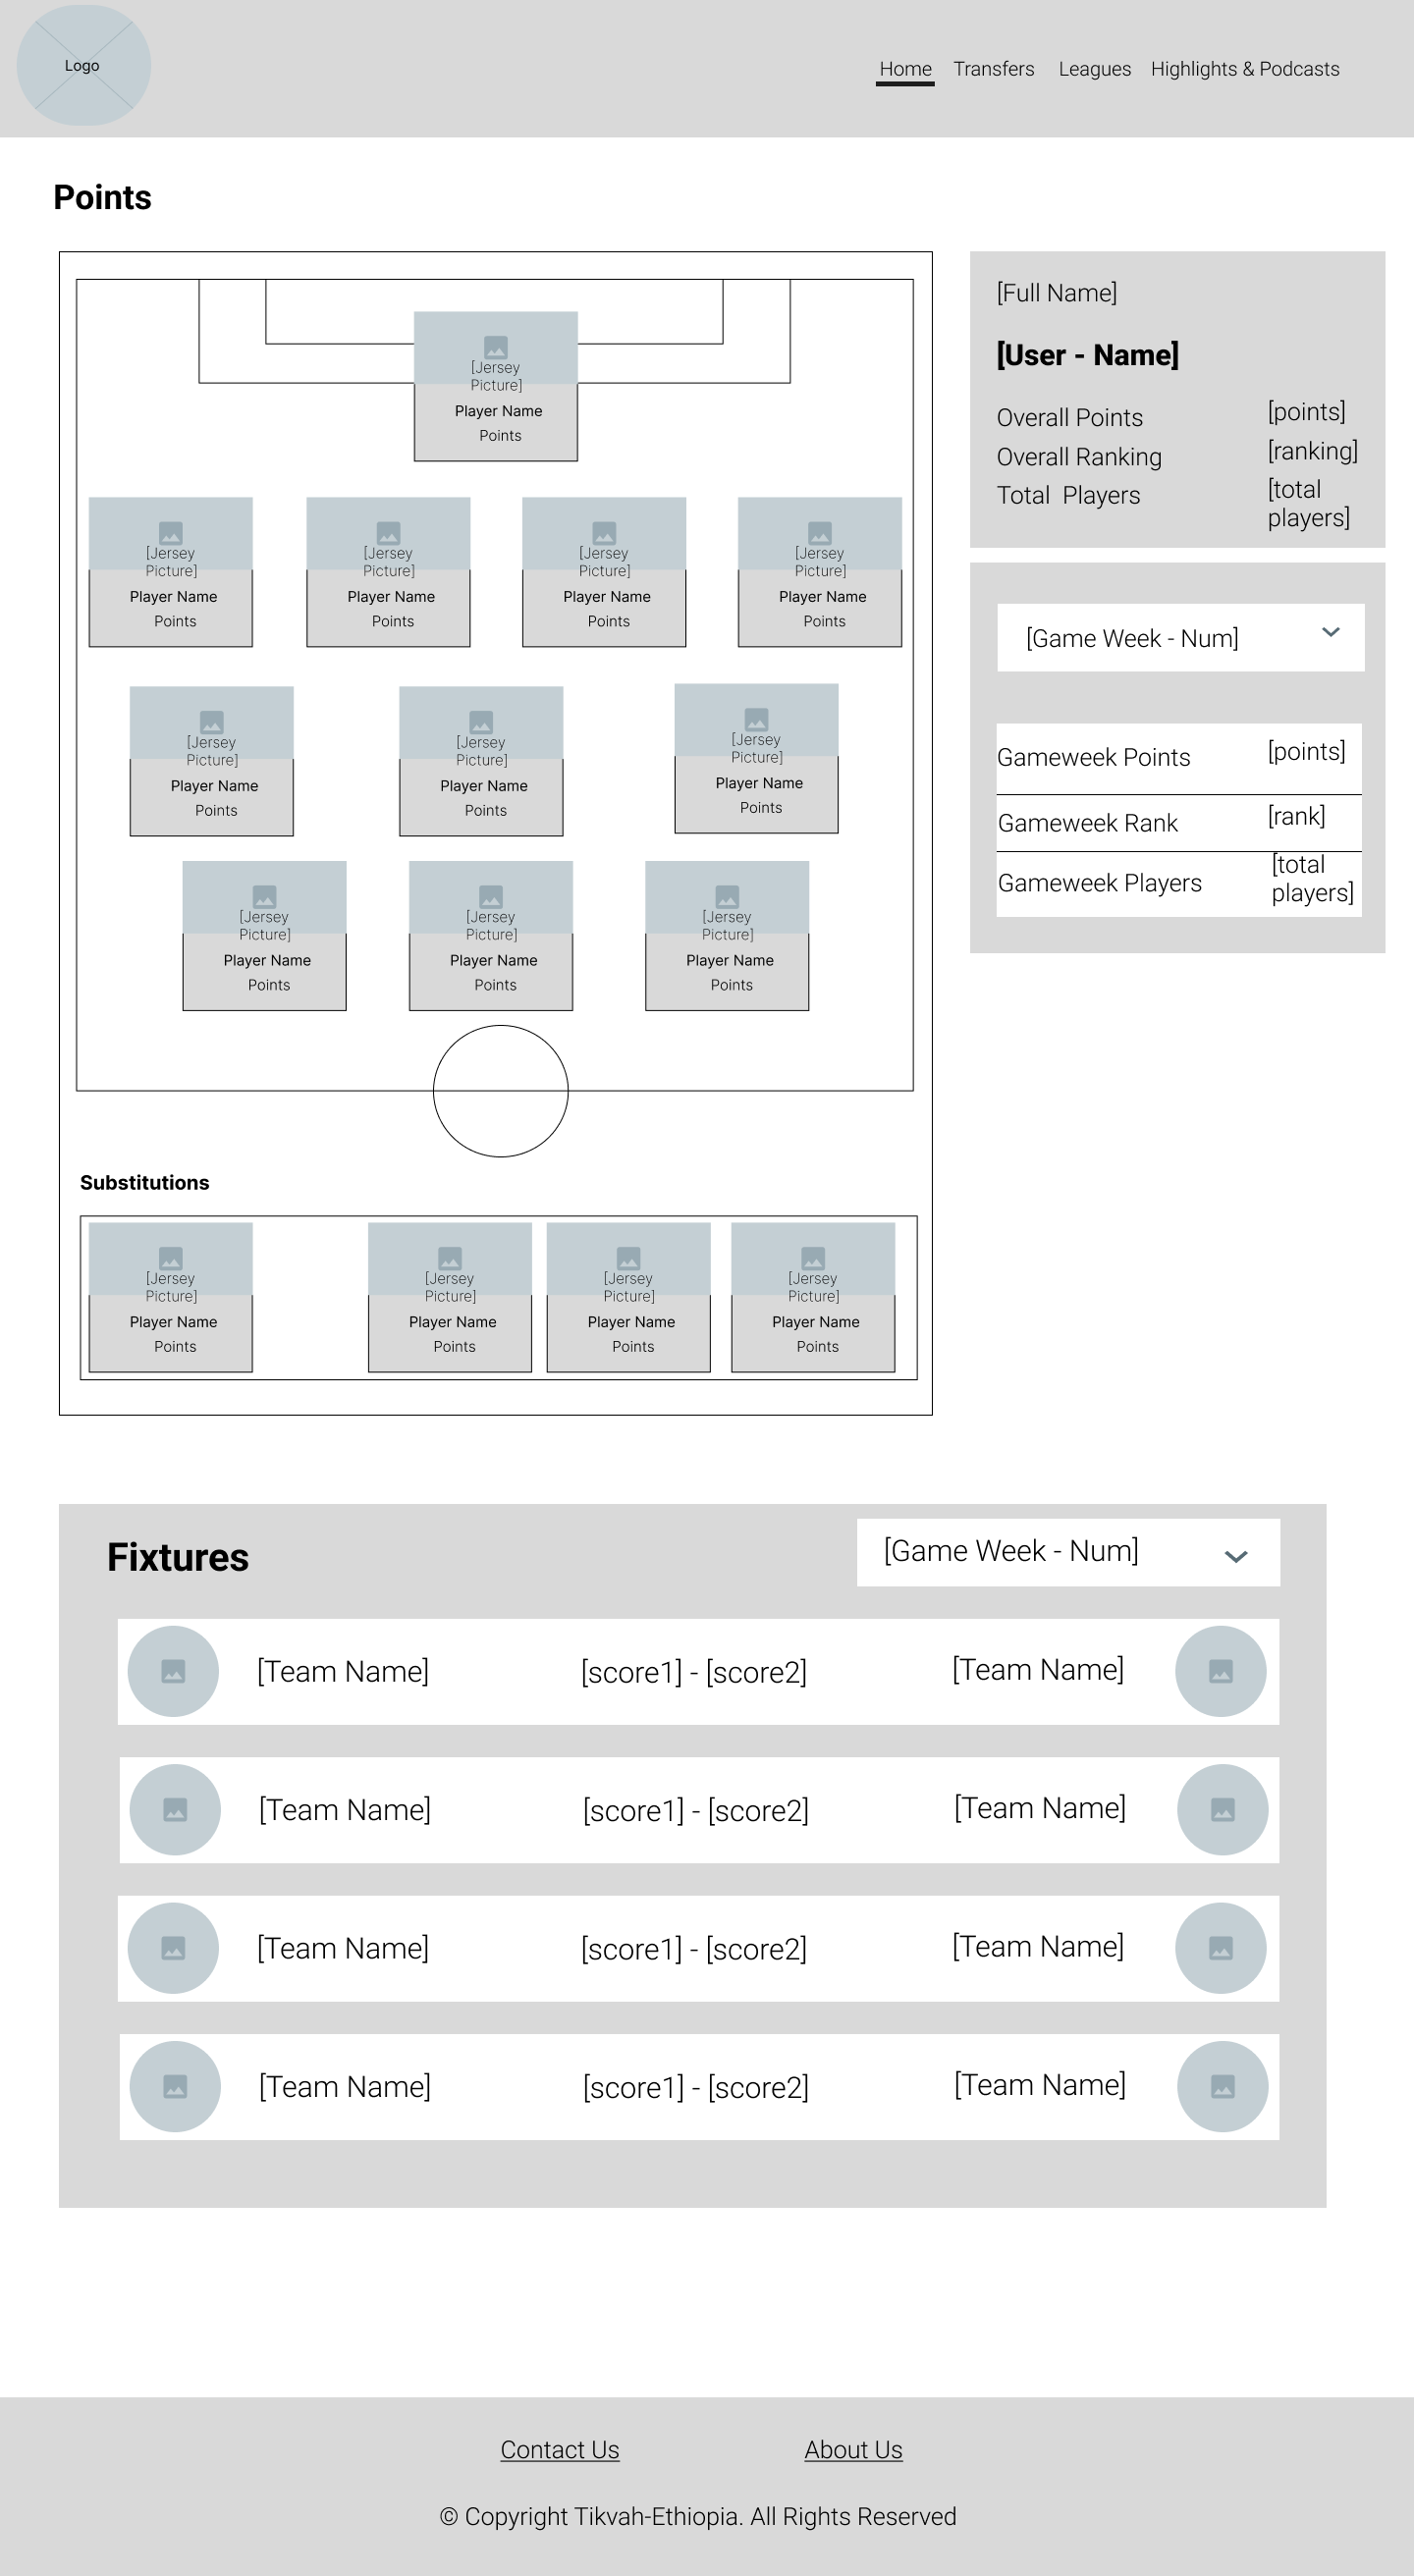 Logo
Home Transfers Leagues Highlights & Podcasts
Points
[Jersey
Picture]
Player Name
Points
[Jersey
Picture]
Player Name
Points
[Jersey
Picture]
Player Name
Points
[Jersey
Picture]
Player Name
Points
[Jersey
Picture]
Player Name
Points
[Jersey
Picture]
Player Name
Points
[Jersey
Picture]
Player Name
Points
[Jersey
Picture]
Player Name
Points
[Jersey
Picture]
Player Name
Points
[Jersey
Picture]
Player Name
Points
[Jersey
Picture]
Player Name
Points
Substitutions
[Jersey
Picture]
Player Name
Points
[Jersey
Picture]
Player Name
Points
[Jersey
Picture]
Player Name
Points
[Jersey
Picture]
Player Name
Points
[Full Name]
[User - Name]
Overall Points [points]
Overall Ranking [ranking]
Total Players [total
players]
[Game Week - Num]
Gameweek Points [points]
Gameweek Rank [rank]
Gameweek Players [total
players]
Fixtures [Game Week - Num]
[Team Name] [score1] - [score2] [Team Name]
[Team Name] [score1] - [score2] [Team Name]
[Team Name] [score1] - [score2] [Team Name]
[Team Name] [score1] - [score2] [Team Name]
Contact Us About Us
© Copyright Tikvah-Ethiopia. All Rights Reserved